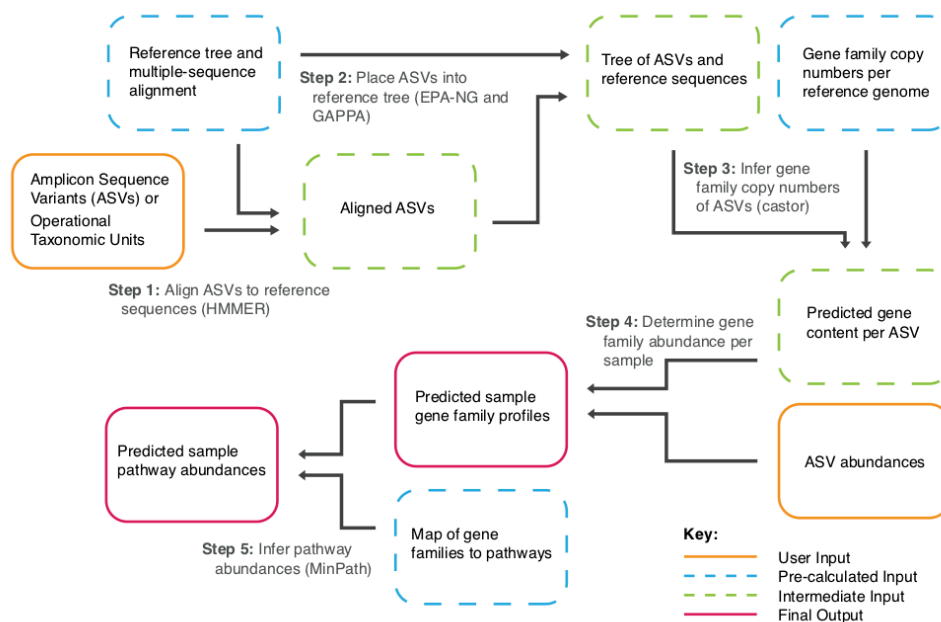 Reference tree and
multiple-sequence
alignment
Step 2: Place ASVs into
reference tree (EPA-NG and
GAPPA)
Tree of ASVs and
reference sequences
Gene family copy
numbers per
reference genome
Amplicon Sequence
Variants (ASVs) or
Operational
Taxonomic Units
Aligned ASVs
Step 3: Infer gene
family copy numbers
of ASVs (castor)
Step 1: Align ASVs to reference
sequences (HMMER)
Step 4: Determine gene
family abundance per
sample
Predicted gene
content per ASV
Predicted sample
gene family profiles
Predicted sample
pathway abundances
ASV abundances
Step 5: Infer pathway
abundances (MinPath)
Map of gene
families to pathways
Key:
User Input
Pre-calculated Input
Intermediate Input
Final Output